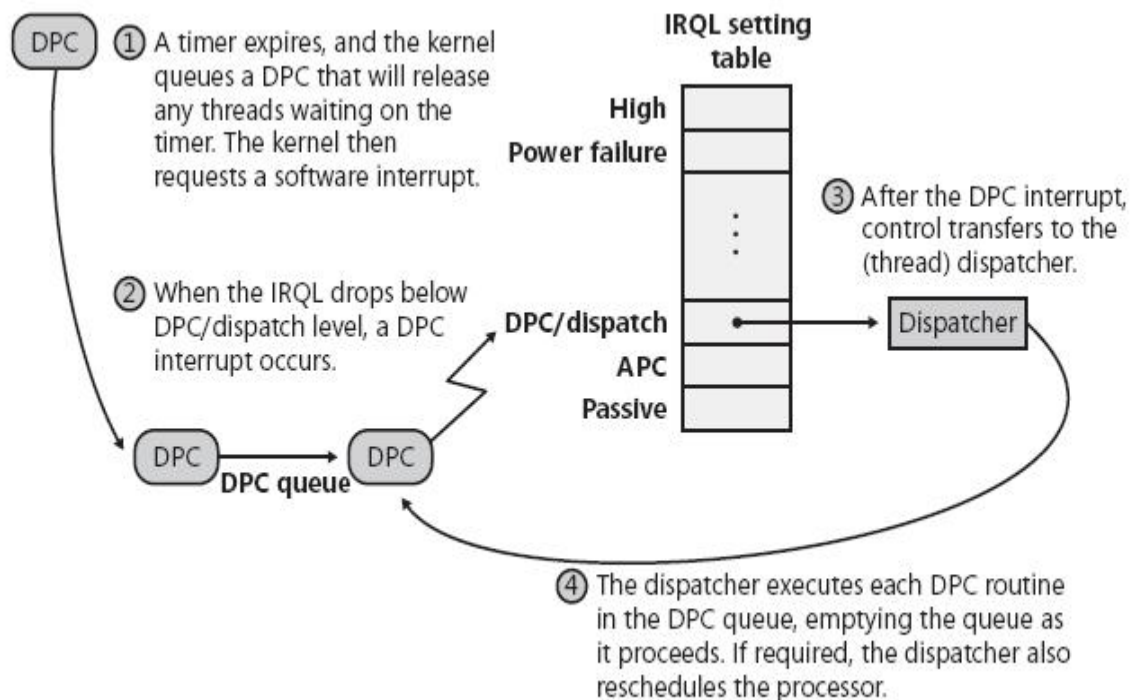 DPC
① A timer expires, and the kernel
queues a DPC that will release
any threads waiting on the
timer. The kernel then
requests a software interrupt.
IRQL setting
table
High
Power failure
② When the IRQL drops below
DPC/dispatch level, a DPC
interrupt occurs.
③ After the DPC interrupt,
control transfers to the
(thread) dispatcher.
DPC/dispatch
Dispatcher
APC
Passive
DPC
DPC queue
DPC
④ The dispatcher executes each DPC routine
in the DPC queue, emptying the queue as
it proceeds. If required, the dispatcher also
reschedules the processor.